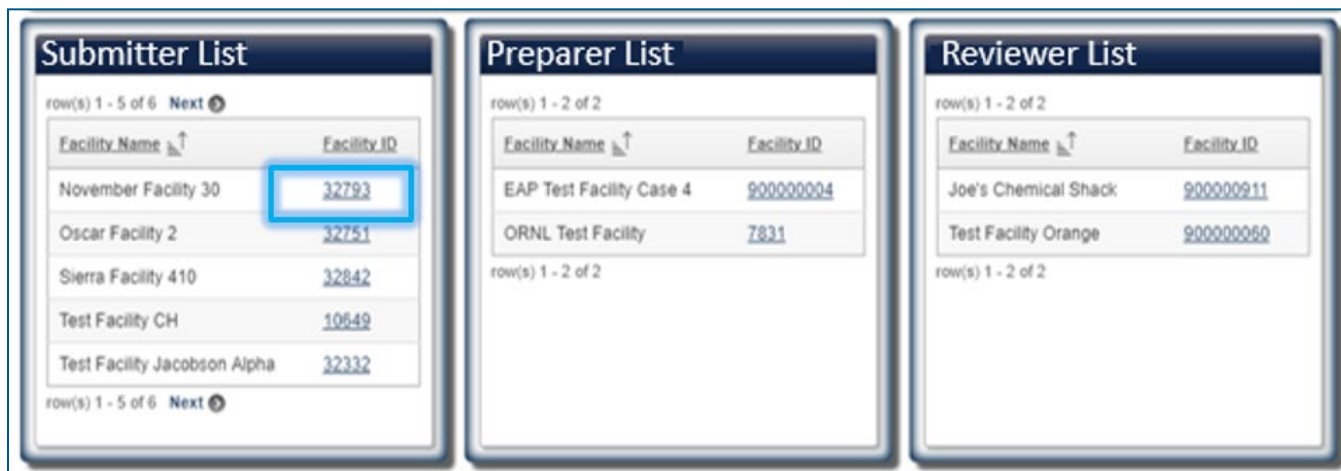 Submitter List
row(s) 1 - 5 of 6 Next
Facility Name Facility ID
November Facility 30 32793
Oscar Facility 2 32751
Sierra Facility 410 32842
Test Facility CH 10649
Test Facility Jacobson Alpha 32332
row(s) 1 - 5 of 6 Next
Preparer List
row(s) 1 - 2 of 2
Facility Name Facility ID
EAP Test Facility Case 4 900000004
ORNL Test Facility 7831
row(s) 1 - 2 of 2
Reviewer List
row(s) 1 - 2 of 2
Facility Name Facility ID
Joe's Chemical Shack 900000911
Test Facility Orange 900000060
row(s) 1 - 2 of 2